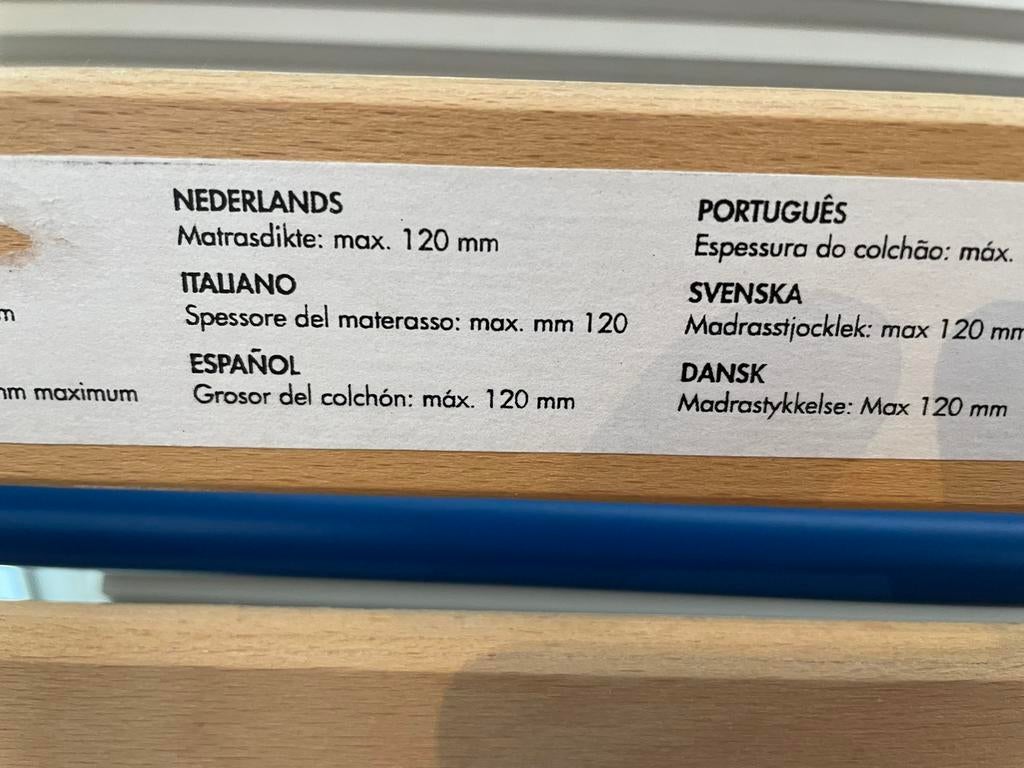 m
mm maximum
NEDERLANDS
Matrasdikte: max. 120 mm
ITALIANO
Spessore del materasso: max. mm 120
ESPAÑOL
Grosor del colchón: máx. 120 mm
PORTUGUÊS
Espessura do colchão: máx.
SVENSKA
Madrasstjocklek: max 120 mm
DANSK
Madrastykkelse: Max 120 mm